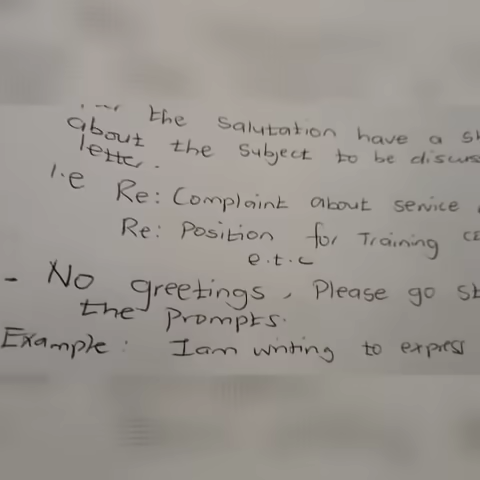 the salutation have a
about the subject to be
letter.
i.e Re: Complaint about service
Re: Position for Training
e.t.c
- No greetings, Please go
the Prompts.
Example: I am writing to express